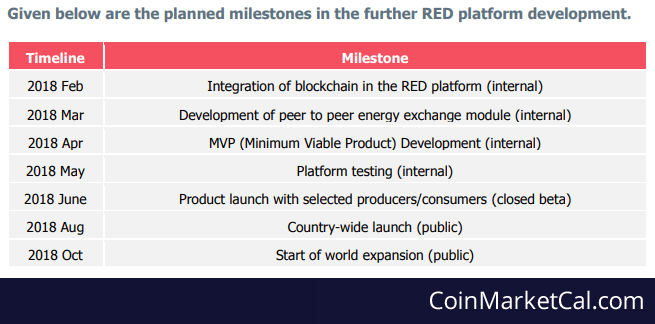 Given below are the planned milestones in the further RED platform development.
Timeline Milestone
2018 Feb Integration of blockchain in the RED platform (internal)
2018 Mar Development of peer to peer energy exchange module (internal)
2018 Apr MVP (Minimum Viable Product) Development (internal)
2018 May Platform testing (internal)
2018 June Product launch with selected producers/consumers (closed beta)
2018 Aug Country-wide launch (public)
2018 Oct Start of world expansion (public)
CoinMarketCal.com